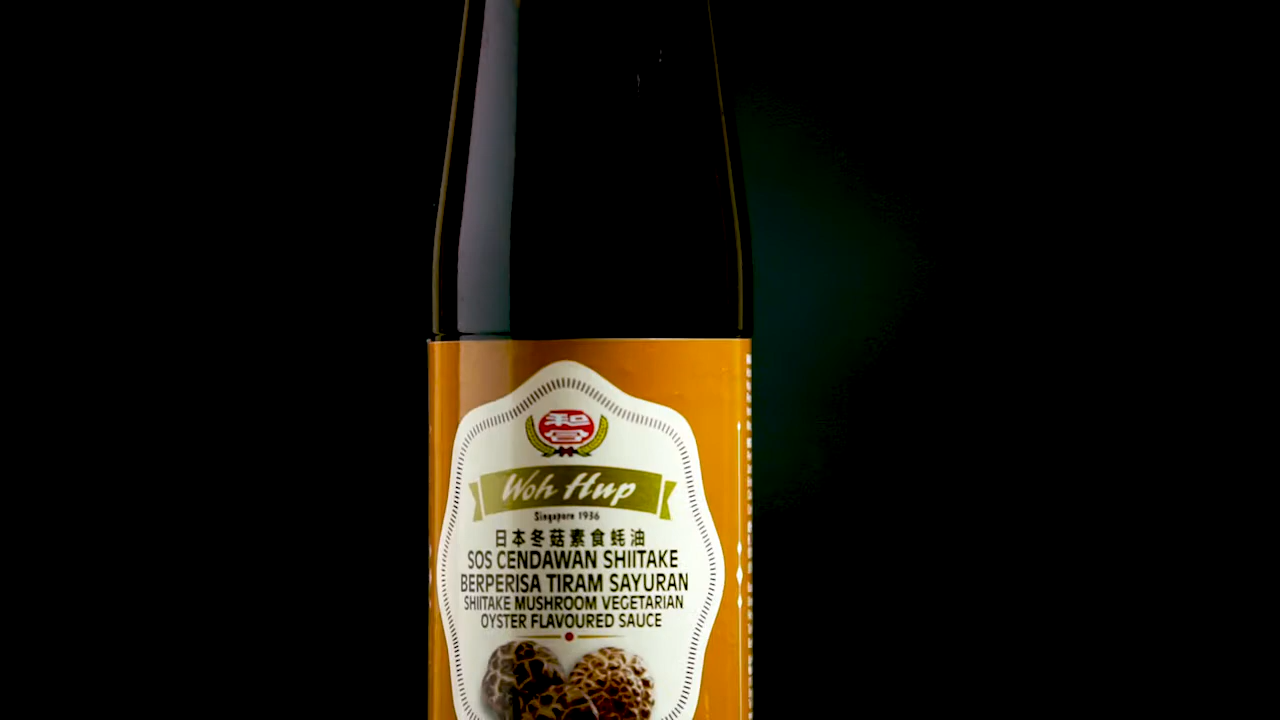 和
Woh Hup
Singapore 1936
日本冬菇素食蚝油
SOS CENDAWAN SHIITAKE
BERPERISA TIRAM SAYURAN
SHIITAKE MUSHROOM VEGETARIAN
OYSTER FLAVOURED SAUCE